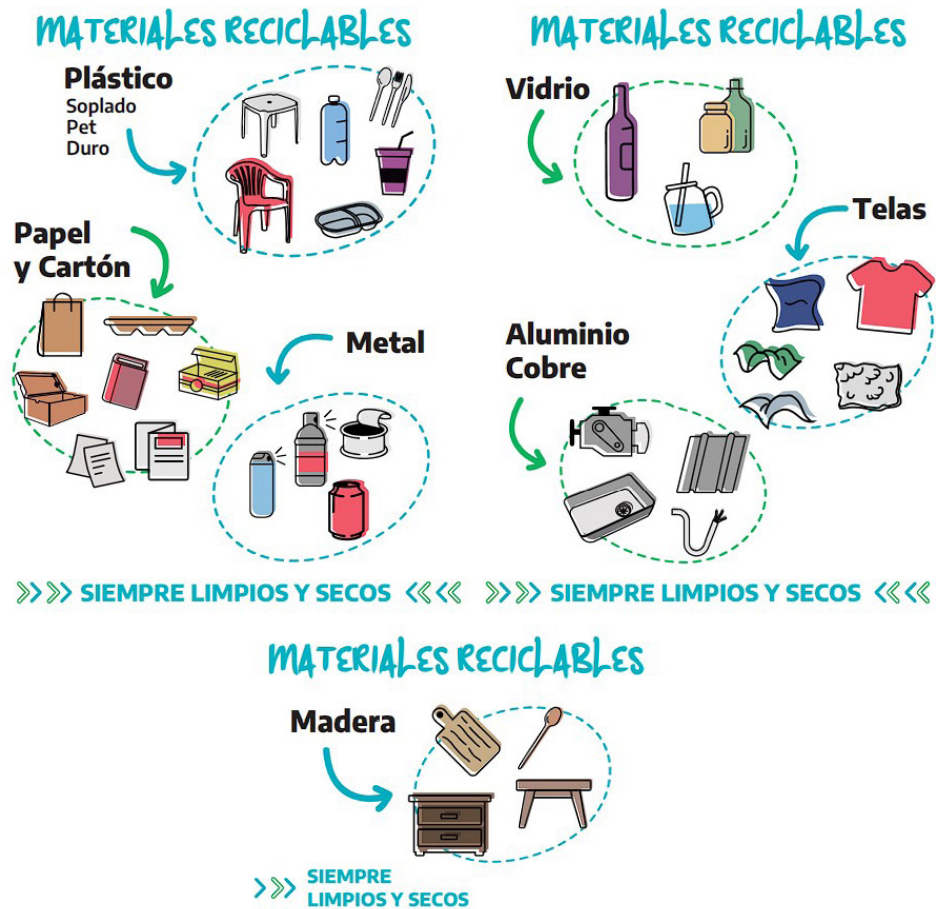 MATERIALES RECICLABLES
Plástico
Soplado
Pet
Duro
Papel
y Cartón
Metal
SIEMPRE LIMPIOS Y SECOS
MATERIALES RECICLABLES
Vidrio
Telas
Aluminio
Cobre
SIEMPRE LIMPIOS Y SECOS
MATERIALES RECICLABLES
Madera
SIEMPRE
LIMPIOS Y SECOS